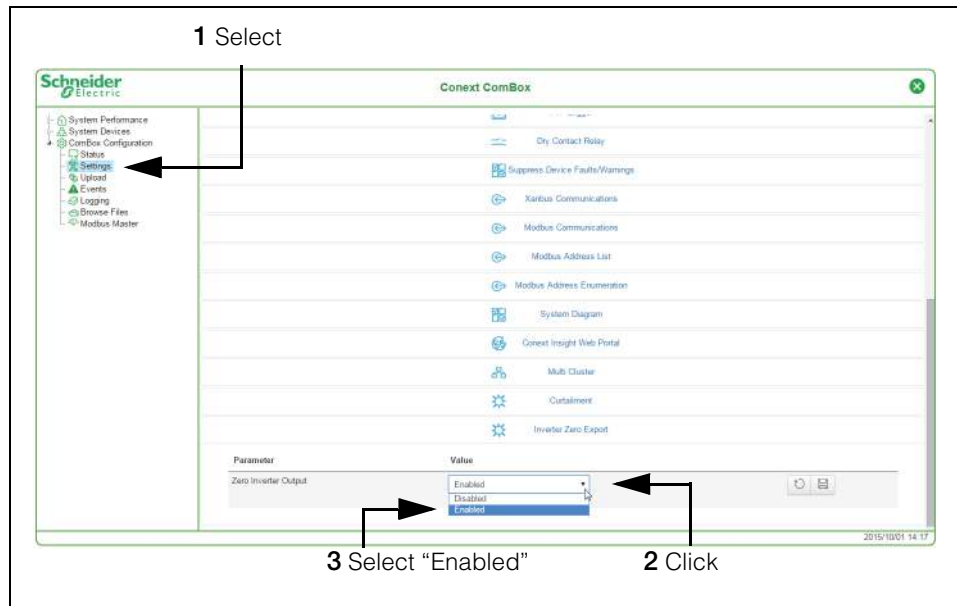 1 Select
Schneider Electric
Conext ComBox
System Performance
System Devices
ComBox Configuration
Status
Settings
Upload
Events
Logging
Browse Files
Modbus Master
Dry Contact Relay
Suppress Device Faults/Warnings
Xanbus Communications
Modbus Communications
Modbus Address List
Modbus Address Enumeration
System Diagram
Conext Insight Web Portal
Multi Cluster
Curtailment
Inverter Zero Export
Parameter Value
Zero Inverter Output Enabled
Disabled
Enabled
2015/10/01 14:17
3 Select “Enabled” 2 Click